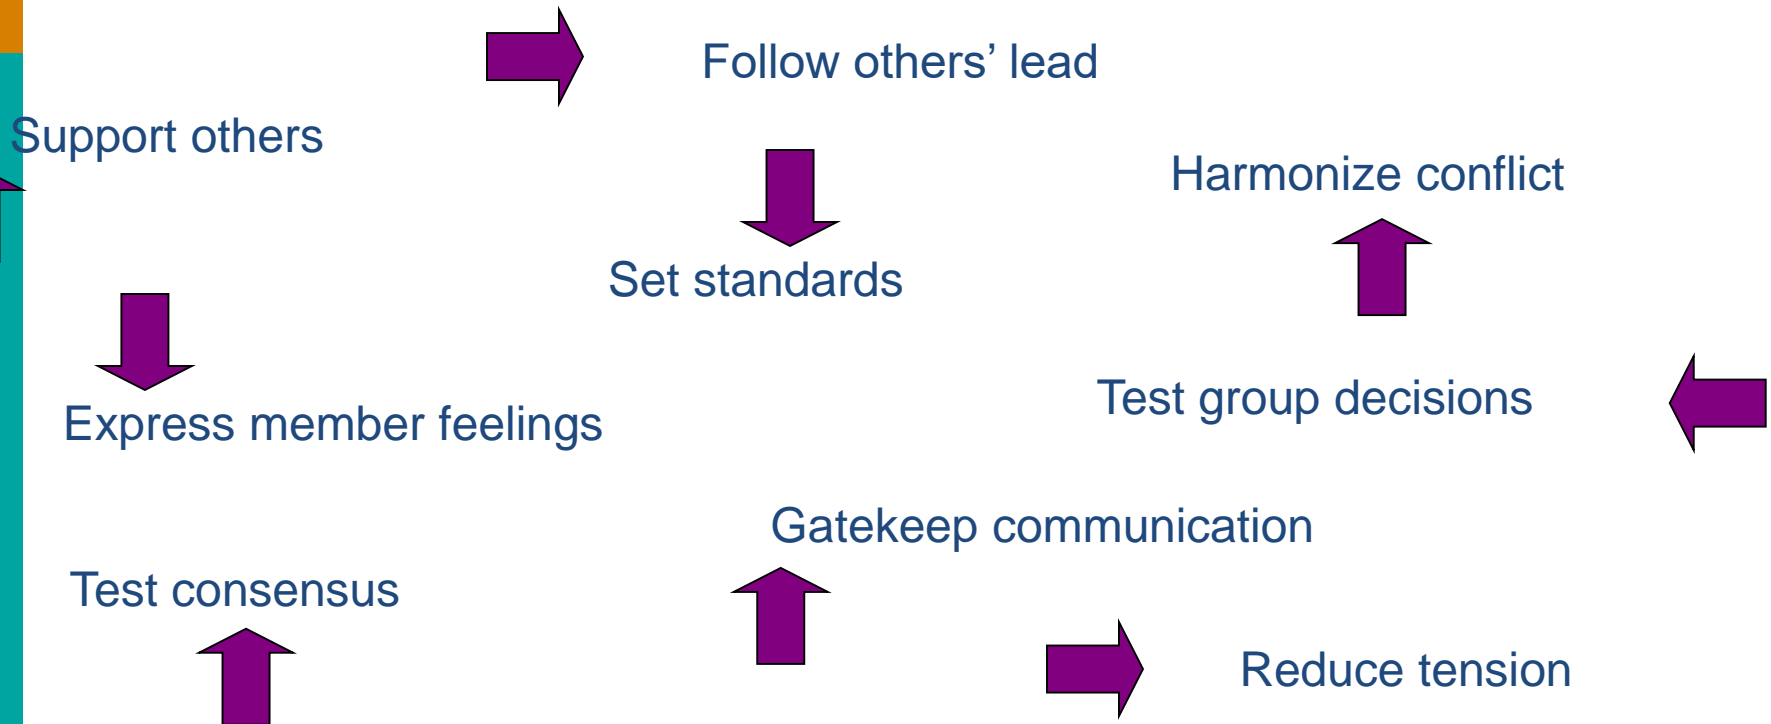 Follow others’ lead
Support others
Harmonize conflict
Set standards
Test group decisions
Express member feelings
Gatekeep communication
Test consensus
Reduce tension